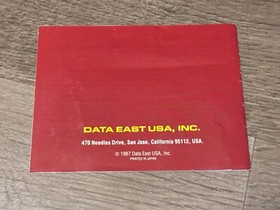 DATA EAST USA, INC.
470 Needles Drive, San Jose, California 95112, USA.
© 1987 Data East USA, Inc.
PRINTED IN JAPAN